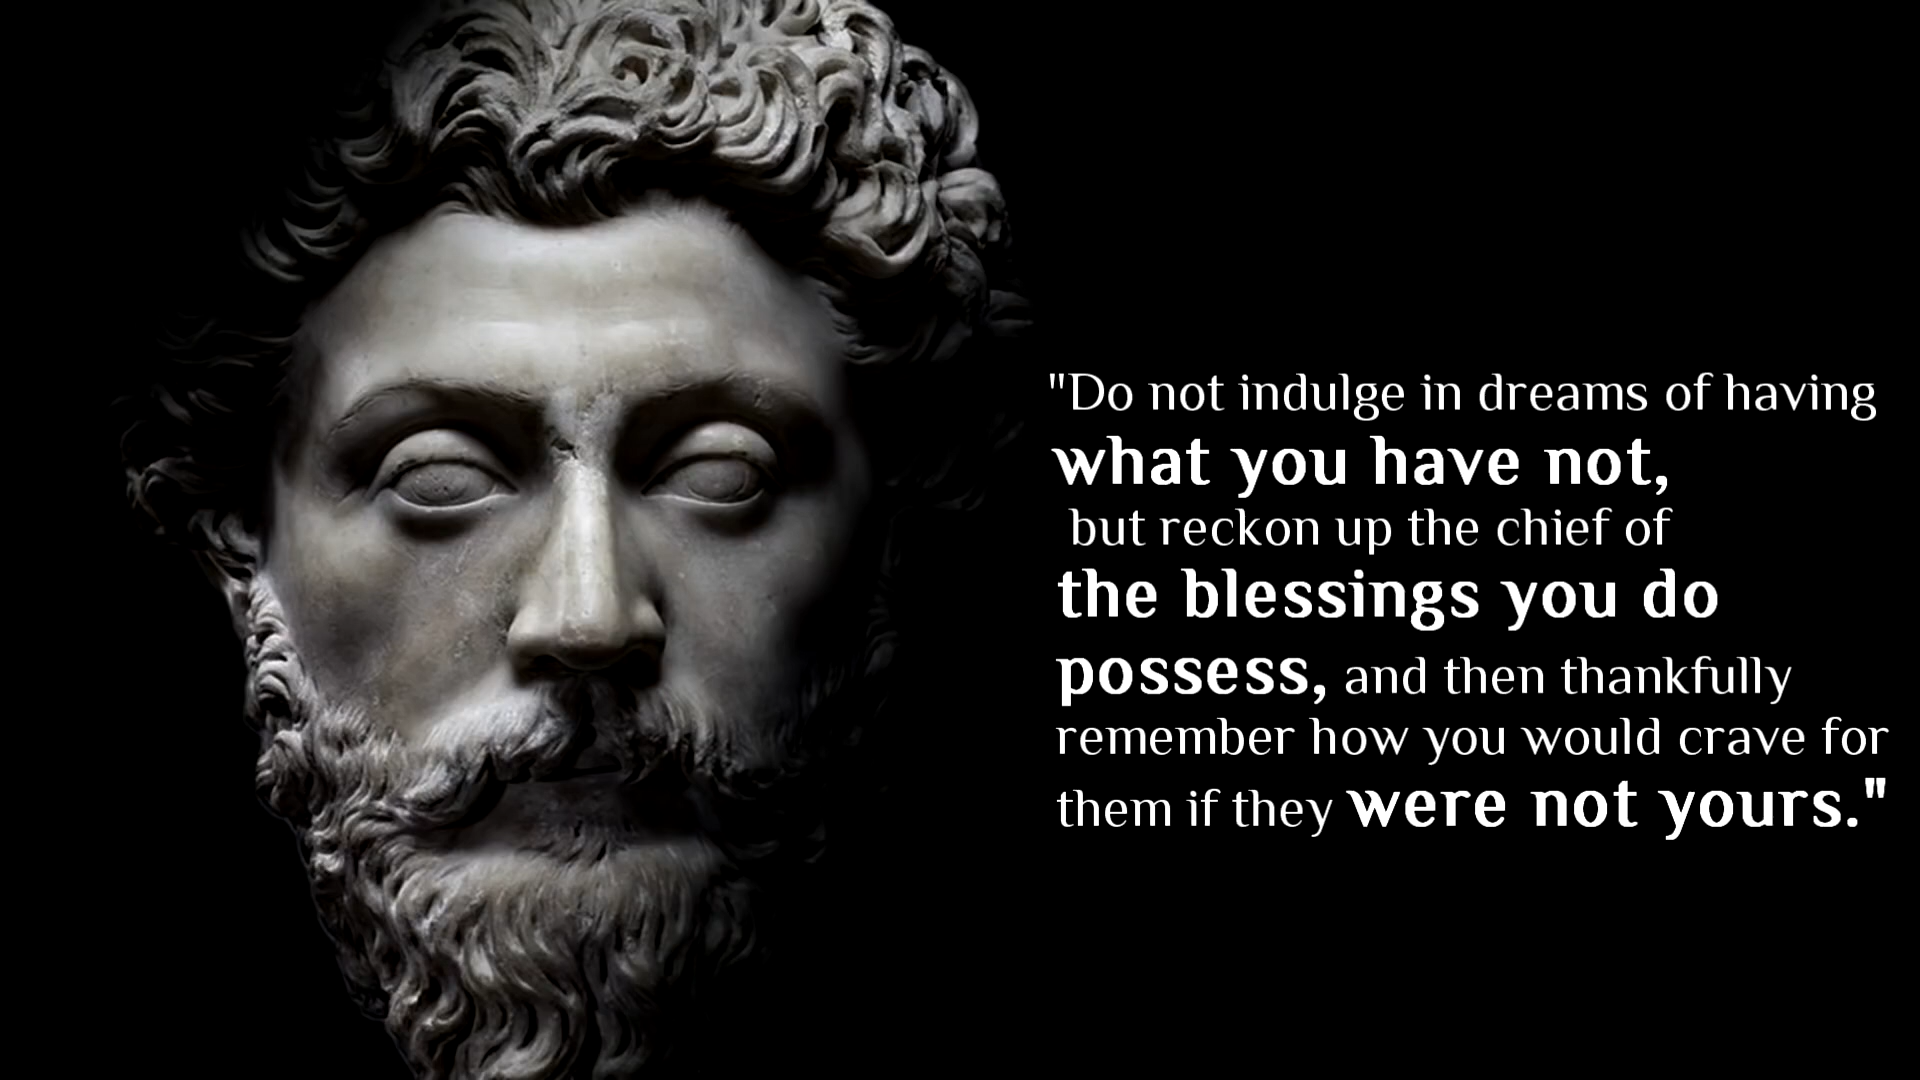 "Do not indulge in dreams of having
what you have not,
but reckon up the chief of
the blessings you do
possess, and then thankfully
remember how you would crave for
them if they were not yours."